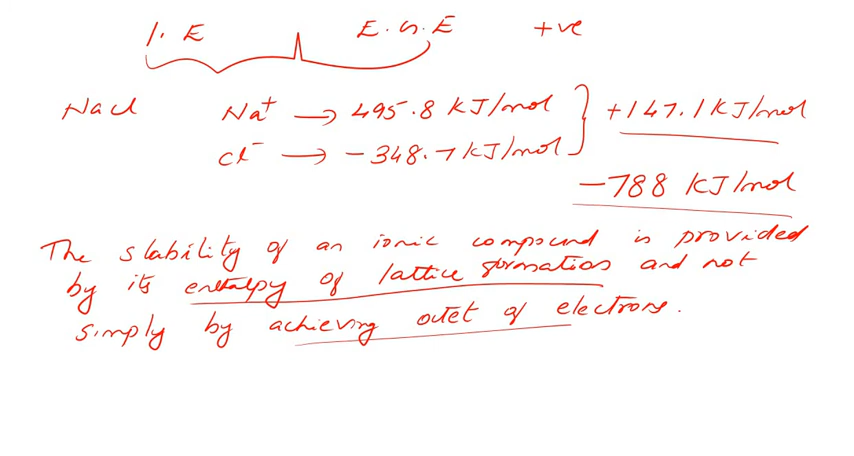 I. E E. G. E +ve
NaCl Na+ → 495.8 KJ/mol +147.1 KJ/mol
Cl- → -348.7 KJ/mol
-788 KJ/mol
The stability of an ionic compound is provided
by its enthalpy of lattice formation and not
simply by achieving octet of electrons.